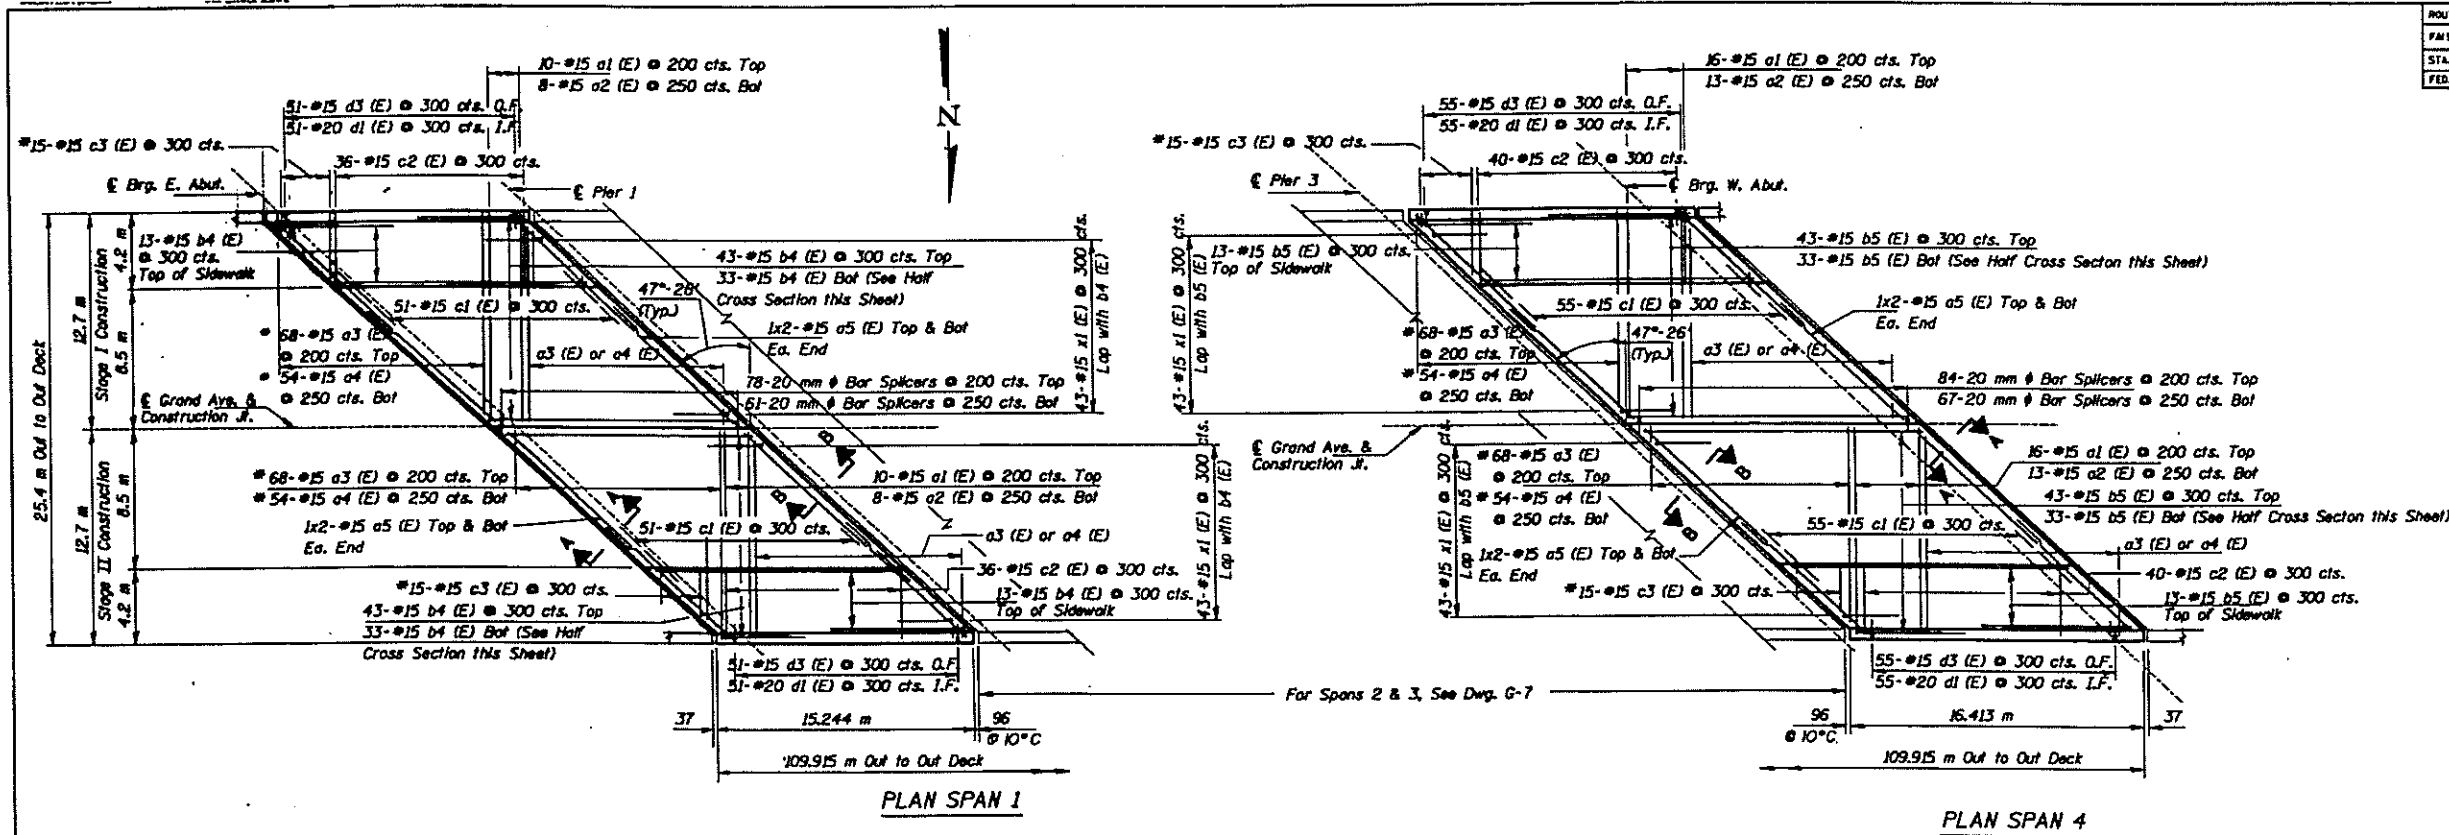 ROU
FAI
STA
FED.
10-#15 a1 (E) @ 200 cts. Top
8-#15 a2 (E) @ 250 cts. Bot
51-#15 d3 (E) @ 300 cts. O.F.
51-#20 d1 (E) @ 300 cts. I.F.
*15-#15 c3 (E) @ 300 cts.
36-#15 c2 (E) @ 300 cts.
℄ Brg. E. Abut.
℄ Pier 1
N
13-#15 b4 (E)
@ 300 cts.
Top of Sidewalk
43-#15 b4 (E) @ 300 cts. Top
33-#15 b4 (E) Bot (See Half
Cross Section this Sheet)
47°-26'
(Typ.)
51-#15 c1 (E) @ 300 cts.
1x2-#15 a5 (E) Top & Bot
Ea. End
* 68-#15 a3 (E)
@ 200 cts. Top
* 54-#15 a4 (E)
@ 250 cts. Bot
a3 (E) or a4 (E)
78-20 mm ϕ Bar Splicers @ 200 cts. Top
61-20 mm ϕ Bar Splicers @ 250 cts. Bot
℄ Grand Ave. &
Construction Jt.
43-#15 x1 (E) @ 300 cts.
Lap with b4 (E)
25.4 m Out to Out Deck
12.7 m
Stage I Construction
4.2 m
8.5 m
12.7 m
Stage II Construction
8.5 m
4.2 m
B
B
A
A
* 68-#15 a3 (E) @ 200 cts. Top
* 54-#15 a4 (E) @ 250 cts. Bot
10-#15 a1 (E) @ 200 cts. Top
8-#15 a2 (E) @ 250 cts. Bot
1x2-#15 a5 (E) Top & Bot
Ea. End
51-#15 c1 (E) @ 300 cts.
a3 (E) or a4 (E)
36-#15 c2 (E) @ 300 cts.
*15-#15 c3 (E) @ 300 cts.
13-#15 b4 (E) @ 300 cts.
Top of Sidewalk
43-#15 b4 (E) @ 300 cts. Top
33-#15 b4 (E) Bot (See Half
Cross Section this Sheet)
43-#15 x1 (E) @ 300 cts.
Lap with b4 (E)
51-#15 d3 (E) @ 300 cts. O.F.
51-#20 d1 (E) @ 300 cts. I.F.
37
15.244 m
96
@ 10°C
109.915 m Out to Out Deck
PLAN SPAN 1
For Spans 2 & 3, See Dwg. G-7
16-#15 a1 (E) @ 200 cts. Top
13-#15 a2 (E) @ 250 cts. Bot
55-#15 d3 (E) @ 300 cts. O.F.
55-#20 d1 (E) @ 300 cts. I.F.
*15-#15 c3 (E) @ 300 cts.
40-#15 c2 (E) @ 300 cts.
℄ Pier 3
℄ Brg. W. Abut.
13-#15 b5 (E) @ 300 cts.
Top of Sidewalk
43-#15 b5 (E) @ 300 cts. Top
33-#15 b5 (E) Bot (See Half Cross Secton this Sheet)
55-#15 c1 (E) @ 300 cts.
1x2-#15 a5 (E) Top & Bot
Ea. End
* 68-#15 a3 (E)
@ 200 cts. Top
* 54-#15 a4 (E)
@ 250 cts. Bot
47°-26'
(Typ.)
a3 (E) or a4 (E)
84-20 mm ϕ Bar Splicers @ 200 cts. Top
67-20 mm ϕ Bar Splicers @ 250 cts. Bot
43-#15 x1 (E) @ 300 cts.
Lap with b5 (E)
℄ Grand Ave. &
Construction Jt.
* 68-#15 a3 (E)
@ 200 cts. Top
* 54-#15 a4 (E)
@ 250 cts. Bot
B
B
A
A
16-#15 a1 (E) @ 200 cts. Top
13-#15 a2 (E) @ 250 cts. Bot
43-#15 b5 (E) @ 300 cts. Top
33-#15 b5 (E) Bot (See Half Cross Secton this Sheet)
55-#15 c1 (E) @ 300 cts.
a3 (E) or a4 (E)
1x2-#15 a5 (E) Top & Bot
Ea. End
*15-#15 c3 (E) @ 300 cts.
40-#15 c2 (E) @ 300 cts.
13-#15 b5 (E) @ 300 cts.
Top of Sidewalk
43-#15 x1 (E) @ 300 cts.
Lap with b5 (E)
55-#15 d3 (E) @ 300 cts. O.F.
55-#20 d1 (E) @ 300 cts. I.F.
96
@ 10°C
16.413 m
37
109.915 m Out to Out Deck
PLAN SPAN 4